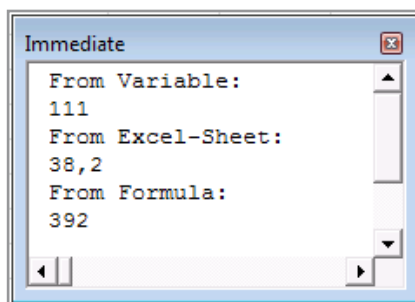 Immediate
From Variable:
111
From Excel-Sheet:
38,2
From Formula:
392